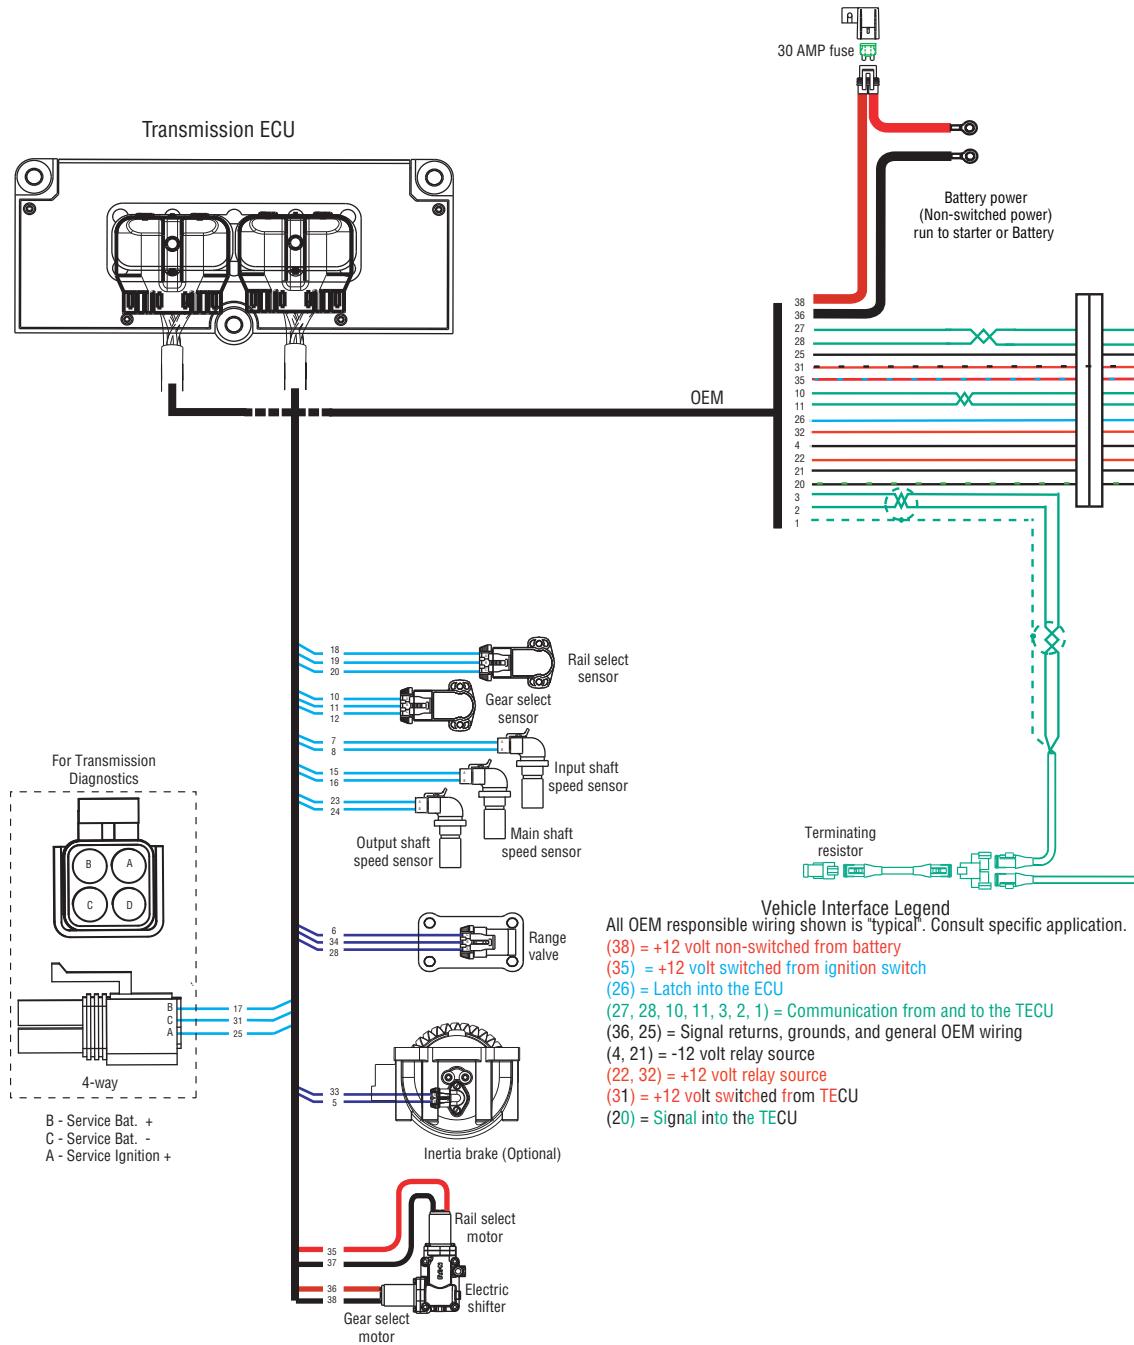 30 AMP fuse
Transmission ECU
Battery power
(Non-switched power)
run to starter or Battery
38
36
27
28
25
31
35
10
11
26
32
4
22
21
20
3
2
1
OEM
18
19
20
Rail select
sensor
10
11
12
Gear select
sensor
7
8
Input shaft
speed sensor
15
16
Main shaft
speed sensor
23
24
Output shaft
speed sensor
For Transmission
Diagnostics
B A
C D
B
C
A
17
31
25
4-way
B - Service Bat. +
C - Service Bat. -
A - Service Ignition +
6
34
28
Range
valve
33
5
Inertia brake (Optional)
35
37
Rail select
motor
36
38
Electric
shifter
Gear select
motor
Terminating
resistor
Vehicle Interface Legend
All OEM responsible wiring shown is "typical". Consult specific application.
(38) = +12 volt non-switched from battery
(35) = +12 volt switched from ignition switch
(26) = Latch into the ECU
(27, 28, 10, 11, 3, 2, 1) = Communication from and to the TECU
(36, 25) = Signal returns, grounds, and general OEM wiring
(4, 21) = -12 volt relay source
(22, 32) = +12 volt relay source
(31) = +12 volt switched from TECU
(20) = Signal into the TECU